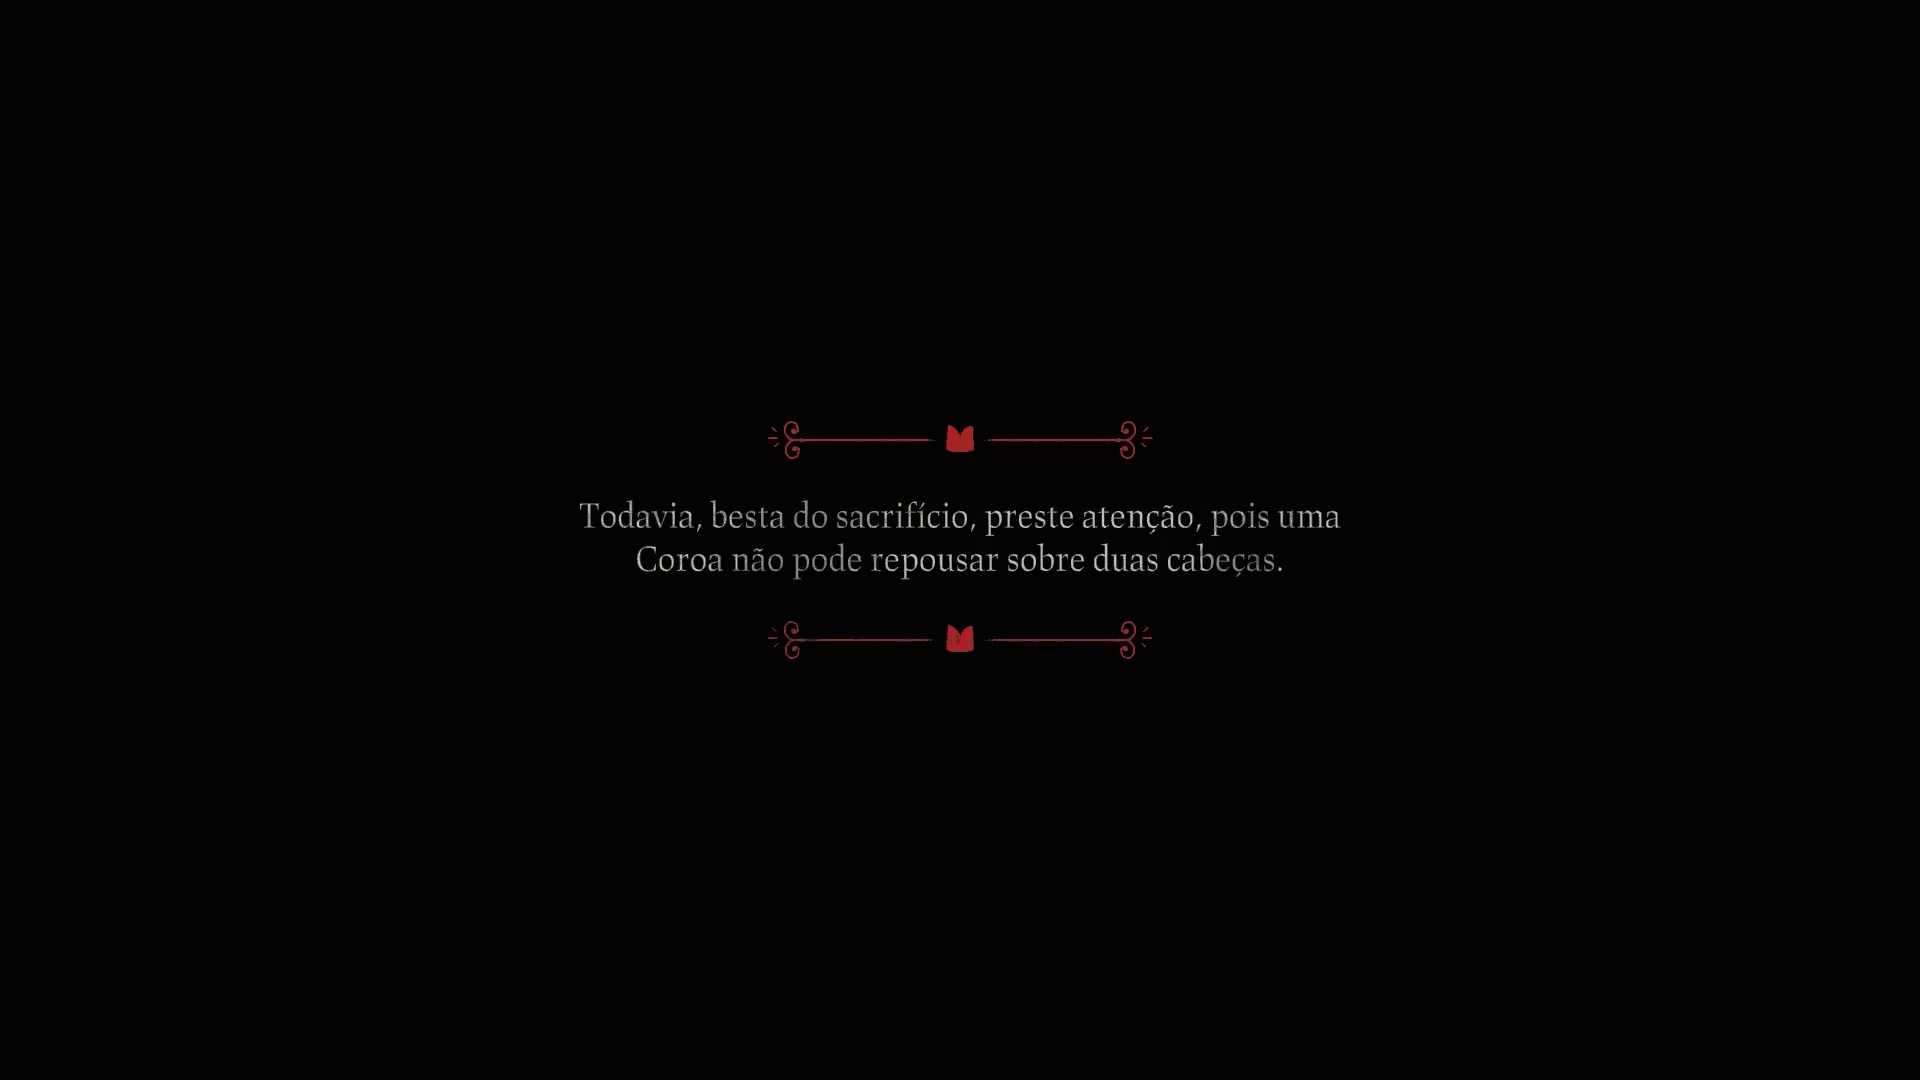 Todavia, besta do sacrifício, preste atenção, pois uma
Coroa não pode repousar sobre duas cabeças.